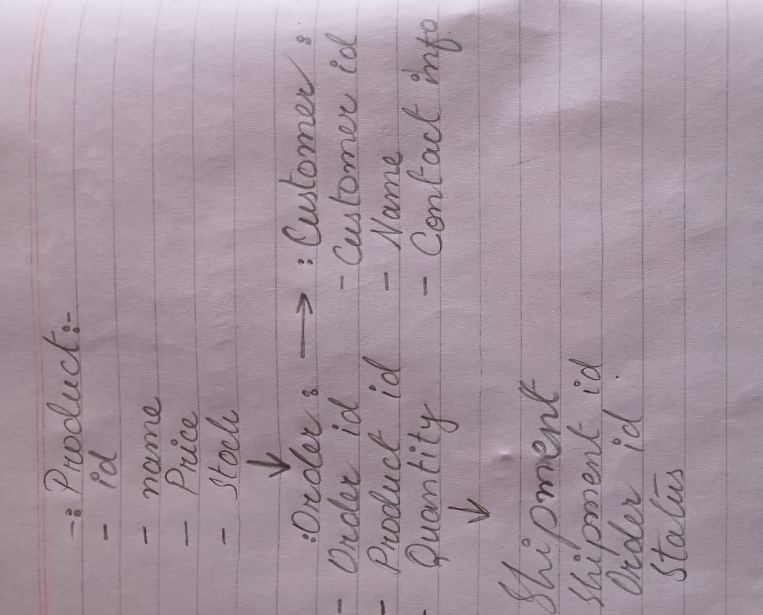 -: Product:-
- id
- name
- Price
- Stock
↓
:Order: → : Customer :
- Order id - Customer id
- Product id - Name
- Quantity - Contact info
↓
Shipment
Shipment id
Order id
Status